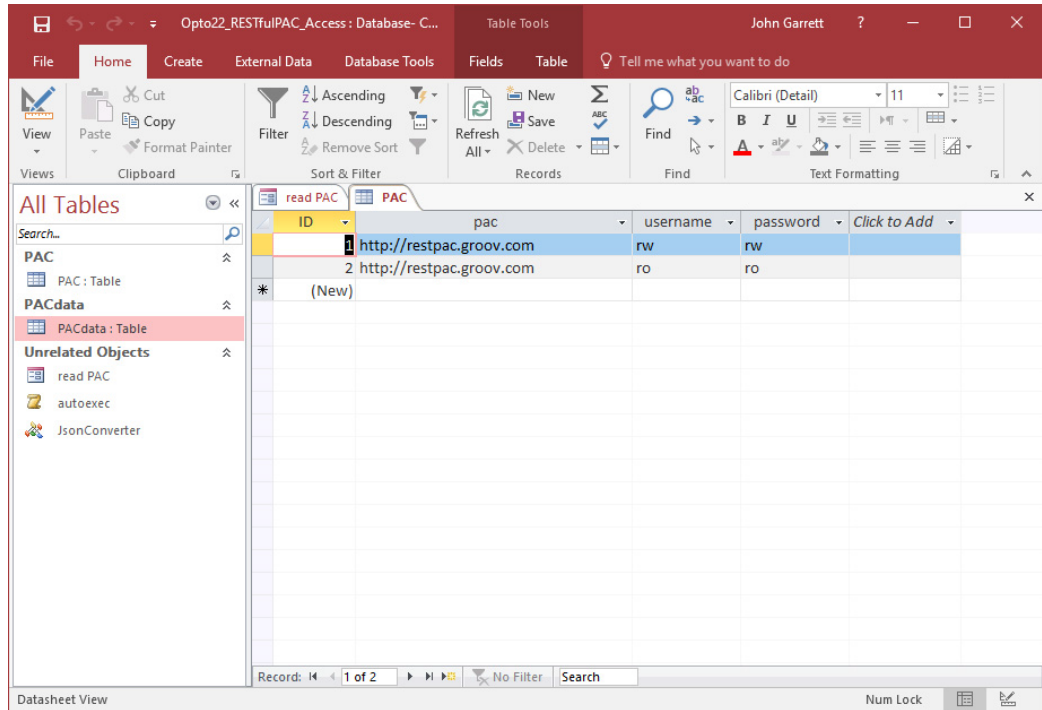 Opto22_RESTfulPAC_Access : Database- C... Table Tools John Garrett ?
File Home Create External Data Database Tools Fields Table Tell me what you want to do
View
Paste
Cut
Copy
Format Painter
Filter
Ascending
Descending
Remove Sort
Refresh All
New
Save
Delete
Find
ab ac
Calibri (Detail) 11
B I U
A ab
Views Clipboard Sort & Filter Records Find Text Formatting
All Tables
Search...
PAC
PAC : Table
PACdata
PACdata : Table
Unrelated Objects
read PAC
autoexec
JsonConverter
read PAC PAC
ID pac username password Click to Add
1 http://restpac.groov.com rw rw
2 http://restpac.groov.com ro ro
(New)
Record: 1 of 2 No Filter Search
Datasheet View Num Lock